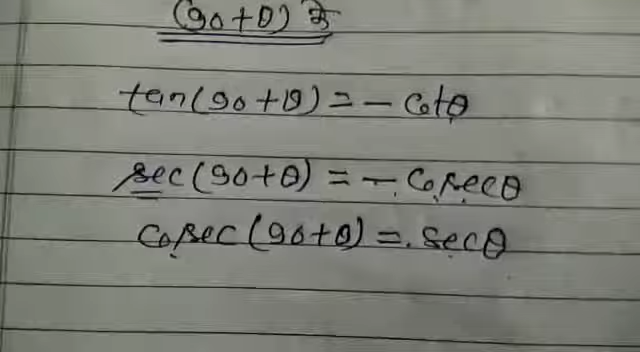 (90+θ) के
tan(90+θ) = - Cotθ
sec(90+θ) = - Cosecθ
Cosec(90+θ) = secθ